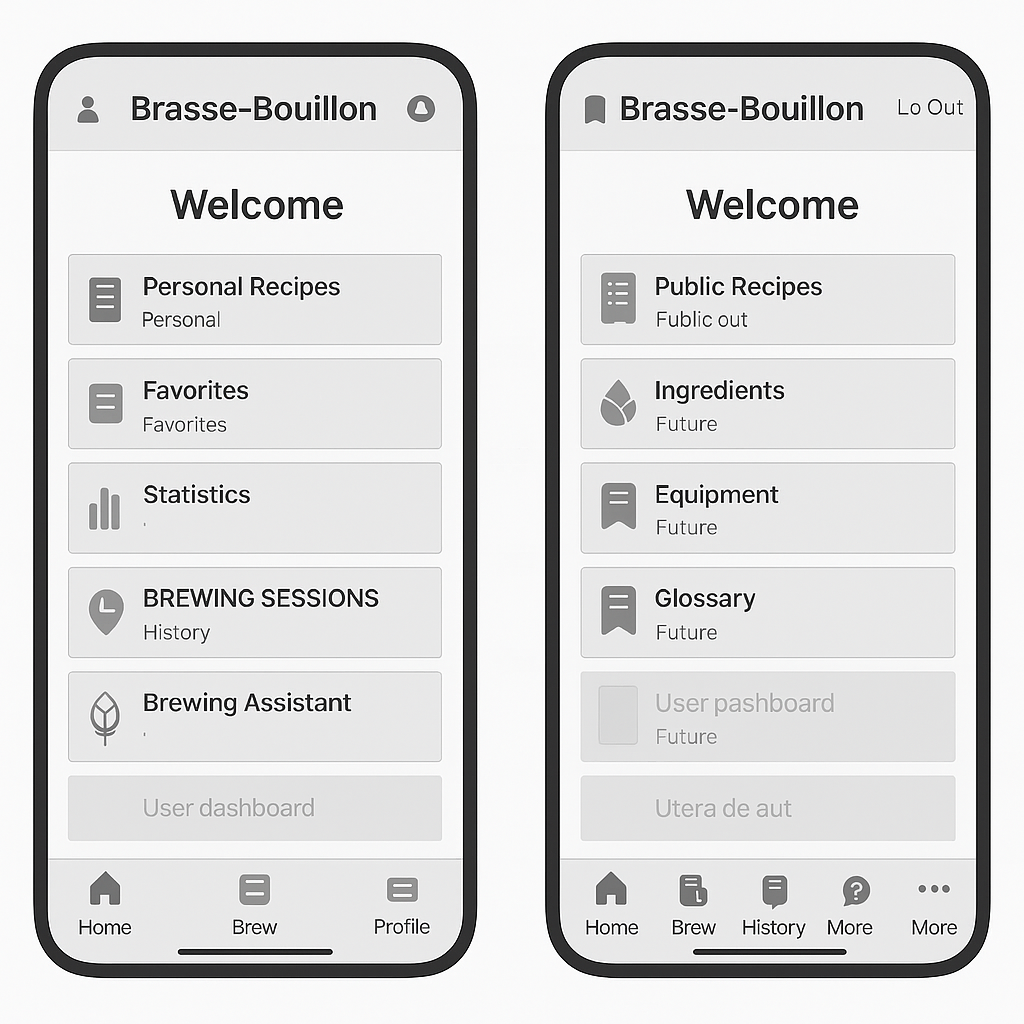 Brasse-Bouillon
Welcome
Personal Recipes
Personal
Favorites
Favorites
Statistics
BREWING SESSIONS
History
Brewing Assistant
User dashboard
Home
Brew
Profile
Brasse-Bouillon
Lo Out
Welcome
Public Recipes
Fublic out
Ingredients
Future
Equipment
Future
Glossary
Future
User pashboard
Future
Utera de aut
Home
Brew
History
More
More